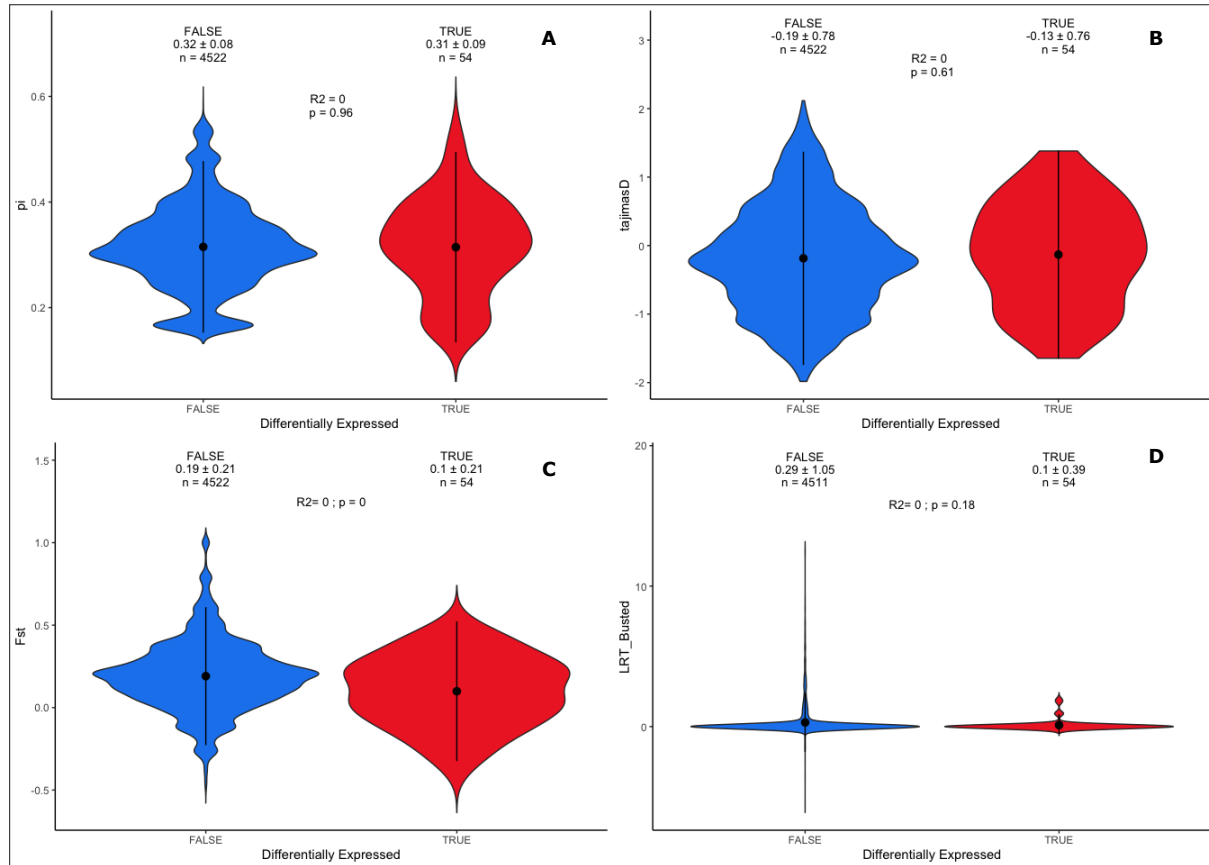 FALSE
0.32 ± 0.08
n = 4522
TRUE
0.31 ± 0.09
n = 54
A
R2 = 0
p = 0.96
0.6
0.4
0.2
pi
FALSE
TRUE
Differentially Expressed
FALSE
-0.19 ± 0.78
n = 4522
TRUE
-0.13 ± 0.76
n = 54
B
R2 = 0
p = 0.61
3
2
1
0
-1
-2
tajimasD
FALSE
TRUE
Differentially Expressed
FALSE
0.19 ± 0.21
n = 4522
TRUE
0.1 ± 0.21
n = 54
C
R2= 0 ; p = 0
1.5
1.0
0.5
0.0
-0.5
Fst
FALSE
TRUE
Differentially Expressed
FALSE
0.29 ± 1.05
n = 4511
TRUE
0.1 ± 0.39
n = 54
D
R2= 0 ; p = 0.18
20
10
0
LRT_Busted
FALSE
TRUE
Differentially Expressed